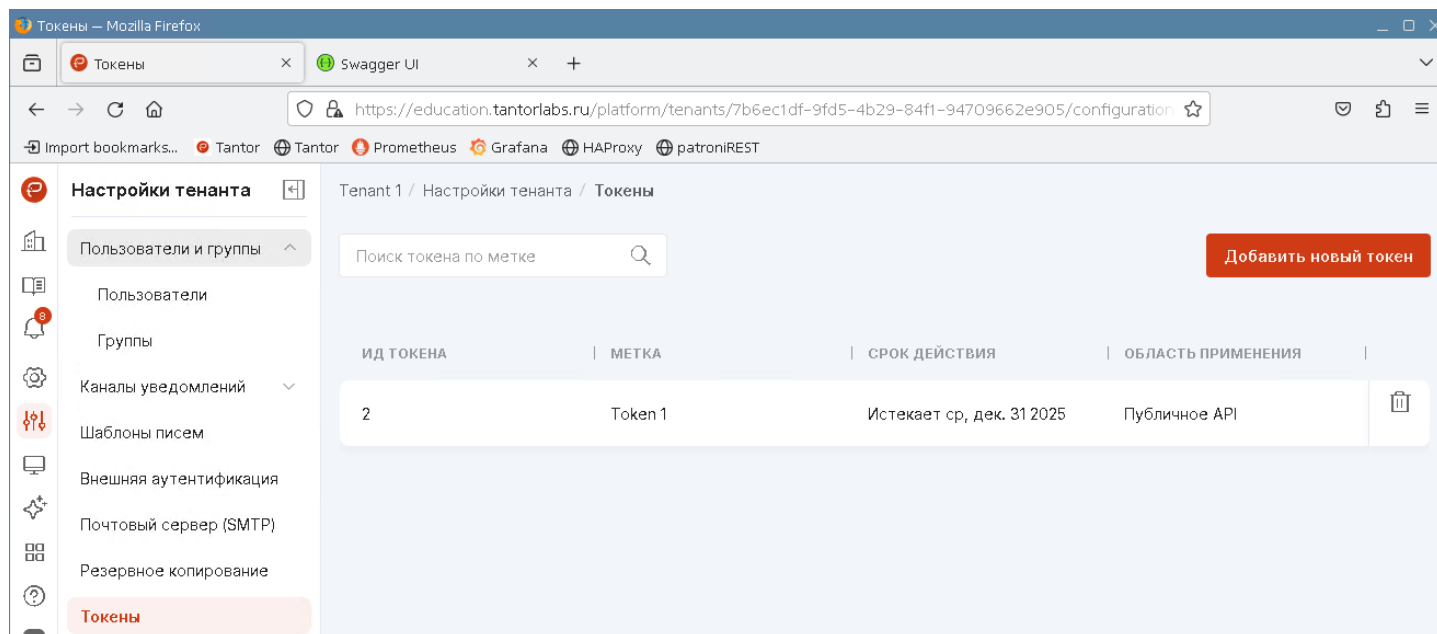 Токены — Mozilla Firefox
Токены
Swagger UI
https://education.tantorlabs.ru/platform/tenants/7b6ec1df-9fd5-4b29-84f1-94709662e905/configuration
Import bookmarks... Tantor Tantor Prometheus Grafana HAProxy patroniREST
Настройки тенанта
Tenant 1 / Настройки тенанта / Токены
Пользователи и группы
Поиск токена по метке
Добавить новый токен
Пользователи
8
Группы
ИД ТОКЕНА МЕТКА СРОК ДЕЙСТВИЯ ОБЛАСТЬ ПРИМЕНЕНИЯ
Каналы уведомлений
2 Token 1 Истекает ср, дек. 31 2025 Публичное API
Шаблоны писем
Внешняя аутентификация
Почтовый сервер (SMTP)
Резервное копирование
Токены